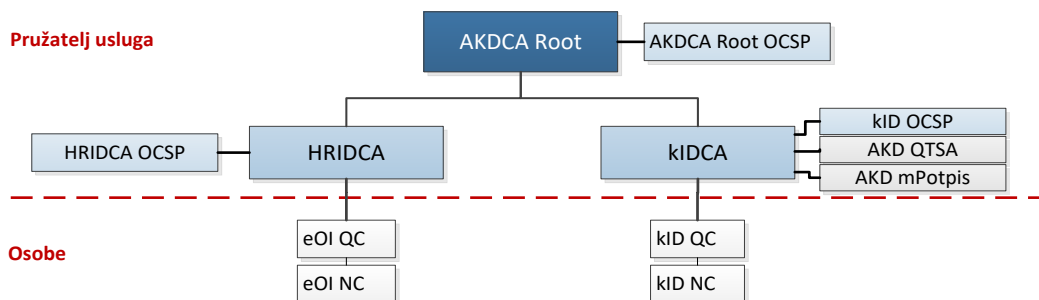 Pružatelj usluga
AKDCA Root
AKDCA Root OCSP
HRIDCA OCSP
HRIDCA
kIDCA
kID OCSP
AKD QTSA
AKD mPotpis
Osobe
eOI QC
eOI NC
kID QC
kID NC